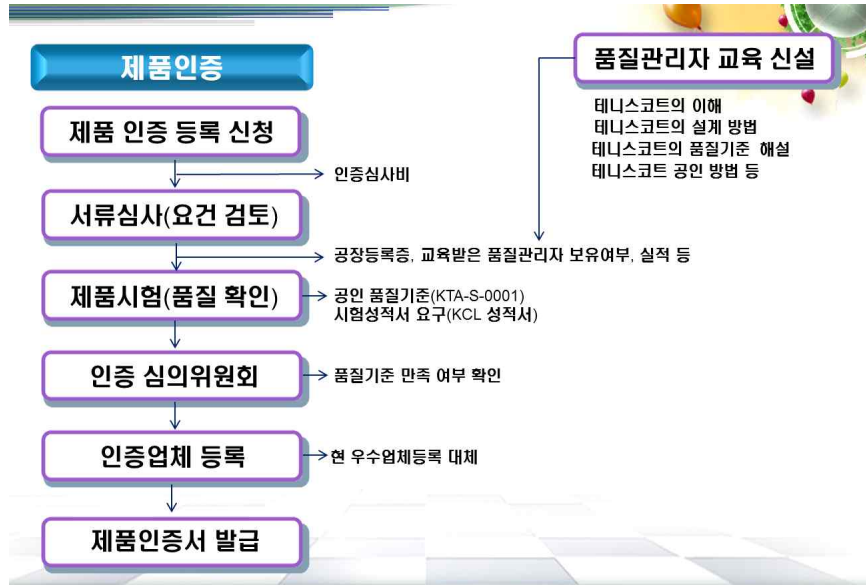 제품인증
품질관리자 교육 신설
테니스코트의 이해
테니스코트의 설계 방법
테니스코트의 품질기준 해설
테니스코트 공인 방법 등
제품 인증 등록 신청
인증심사비
서류심사(요건 검토)
공장등록증, 교육받은 품질관리자 보유여부, 실적 등
제품시험(품질 확인)
공인 품질기준(KTA-S-0001)
시험성적서 요구(KCL 성적서)
인증 심의위원회
품질기준 만족 여부 확인
인증업체 등록
현 우수업체등록 대체
제품인증서 발급